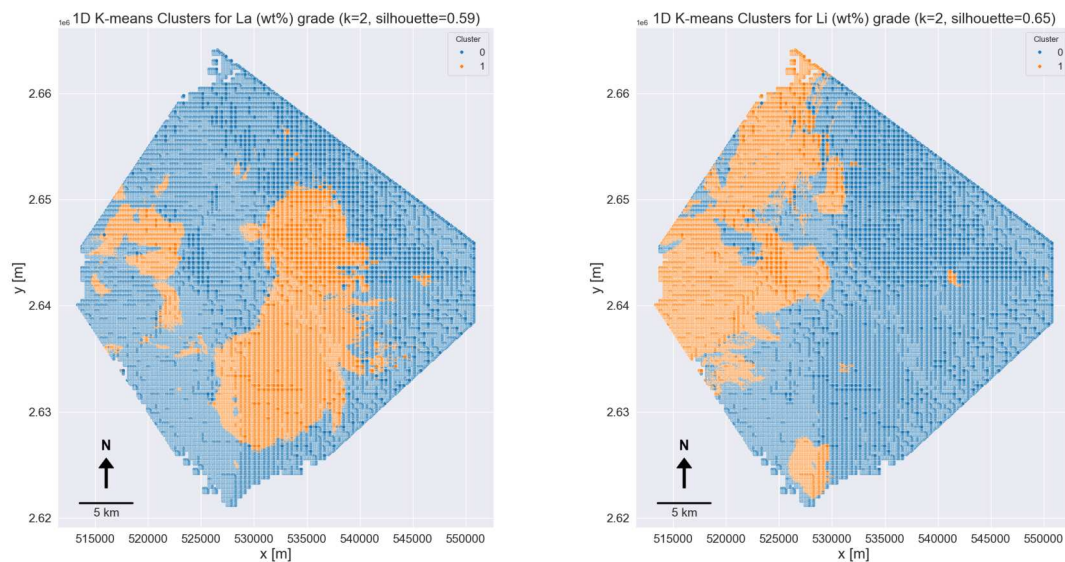 1D K-means Clusters for La (wt%) grade (k=2, silhouette=0.59)
1e6
Cluster
0
1
2.66
2.65
2.64
2.63
2.62
y [m]
N
5 km
515000 520000 525000 530000 535000 540000 545000 550000
x [m]
1D K-means Clusters for Li (wt%) grade (k=2, silhouette=0.65)
1e6
Cluster
0
1
2.66
2.65
2.64
2.63
2.62
y [m]
N
5 km
515000 520000 525000 530000 535000 540000 545000 550000
x [m]